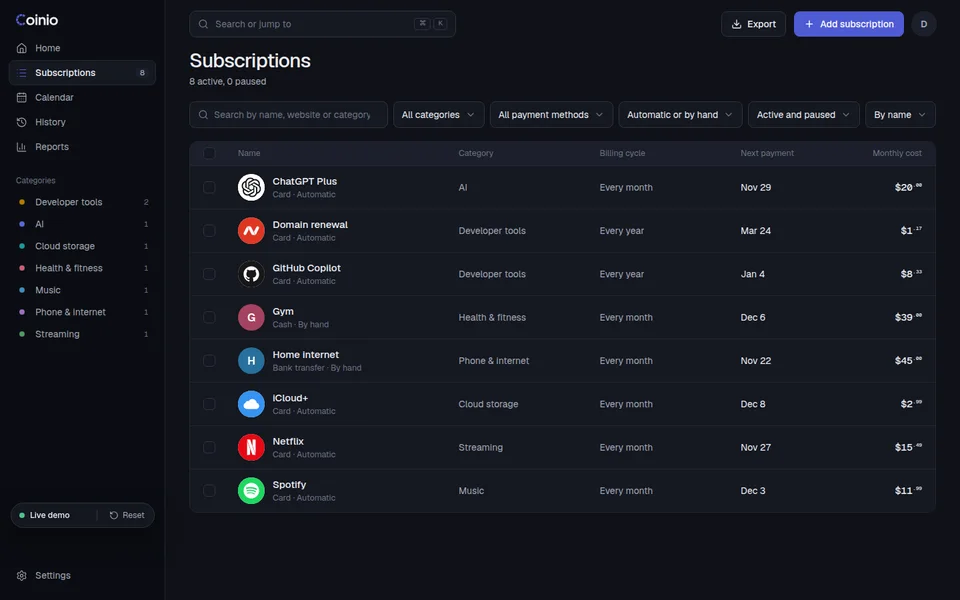 Coinio
Search or jump to
⌘ K
Export
+ Add subscription
D
Home
Subscriptions 8
Calendar
History
Reports
Categories
Developer tools 2
AI 1
Cloud storage 1
Health & fitness 1
Music 1
Phone & internet 1
Streaming 1
Live demo
Reset
Settings
Subscriptions
8 active, 0 paused
Search by name, website or category
All categories
All payment methods
Automatic or by hand
Active and paused
By name
Name Category Billing cycle Next payment Monthly cost
ChatGPT Plus
Card · Automatic
AI Every month Nov 29 $20.00
Domain renewal
Card · Automatic
Developer tools Every year Mar 24 $1.17
GitHub Copilot
Card · Automatic
Developer tools Every year Jan 4 $8.33
G
Gym
Cash · By hand
Health & fitness Every month Dec 6 $39.00
H
Home internet
Bank transfer · By hand
Phone & internet Every month Nov 22 $45.00
iCloud+
Card · Automatic
Cloud storage Every month Dec 8 $2.99
N
Netflix
Card · Automatic
Streaming Every month Nov 27 $15.49
Spotify
Card · Automatic
Music Every month Dec 3 $11.99